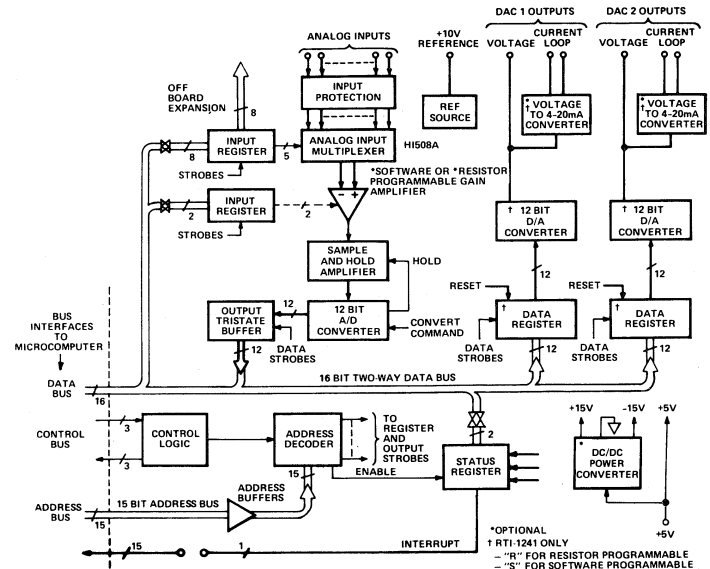 ANALOG INPUTS
+10V
REFERENCE
DAC 1 OUTPUTS
VOLTAGE
CURRENT
LOOP
DAC 2 OUTPUTS
VOLTAGE
CURRENT
LOOP
OFF
BOARD
EXPANSION
8
INPUT
PROTECTION
REF
SOURCE
*
† VOLTAGE
TO 4–20mA
CONVERTER
*
† VOLTAGE
TO 4–20mA
CONVERTER
8
INPUT
REGISTER
5
ANALOG INPUT
MULTIPLEXER
HI508A
STROBES
*SOFTWARE OR *RESISTOR
PROGRAMMABLE GAIN
AMPLIFIER
2
INPUT
REGISTER
2
– +
STROBES
† 12 BIT
D/A
CONVERTER
† 12 BIT
D/A
CONVERTER
SAMPLE
AND HOLD
AMPLIFIER
HOLD
12
12
RESET
RESET
OUTPUT
TRISTATE
BUFFER
12
12 BIT
A/D
CONVERTER
CONVERT
COMMAND
DATA
STROBES
†
DATA
REGISTER
†
DATA
REGISTER
DATA
STROBES
DATA
STROBES
12
12
12
BUS
INTERFACES
TO
MICROCOMPUTER
DATA
BUS
16
16 BIT TWO-WAY DATA BUS
CONTROL
BUS
3
3
CONTROL
LOGIC
ADDRESS
DECODER
TO
REGISTER
AND
OUTPUT
STROBES
ENABLE
2
STATUS
REGISTER
+15V
–15V
+5V
*
DC/DC
POWER
CONVERTER
+5V
15
ADDRESS
BUFFERS
ADDRESS
BUS
15
15 BIT ADDRESS BUS
15
1
INTERRUPT
*OPTIONAL
† RTI-1241 ONLY
– "R" FOR RESISTOR PROGRAMMABLE
– "S" FOR SOFTWARE PROGRAMMABLE